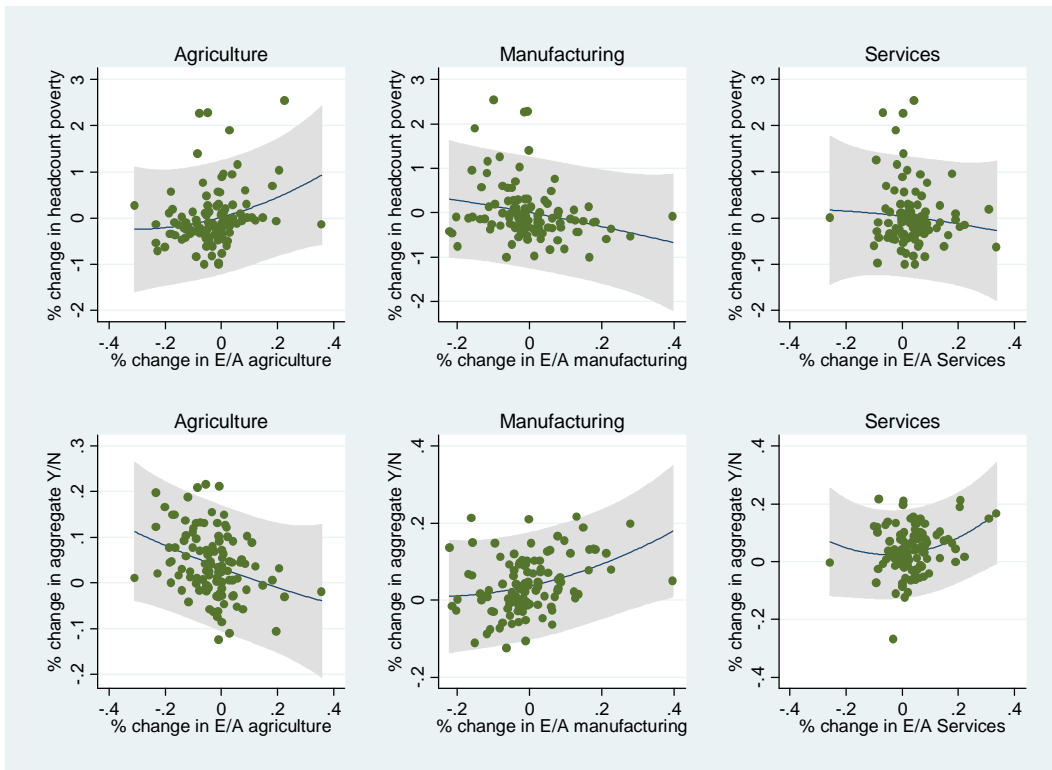 Agriculture
% change in headcount poverty
3
2
1
0
-1
-2
-.4 -.2 0 .2 .4
% change in E/A agriculture
Manufacturing
% change in headcount poverty
3
2
1
0
-1
-2
-.2 0 .2 .4
% change in E/A manufacturing
Services
% change in headcount poverty
3
2
1
0
-1
-2
-.4 -.2 0 .2 .4
% change in E/A Services
Agriculture
% change in aggregate Y/N
.3
.2
.1
0
-.1
-.2
-.4 -.2 0 .2 .4
% change in E/A agriculture
Manufacturing
% change in aggregate Y/N
.4
.2
0
-.2
-.2 0 .2 .4
% change in E/A manufacturing
Services
% change in aggregate Y/N
.4
.2
0
-.2
-.4
-.4 -.2 0 .2 .4
% change in E/A Services